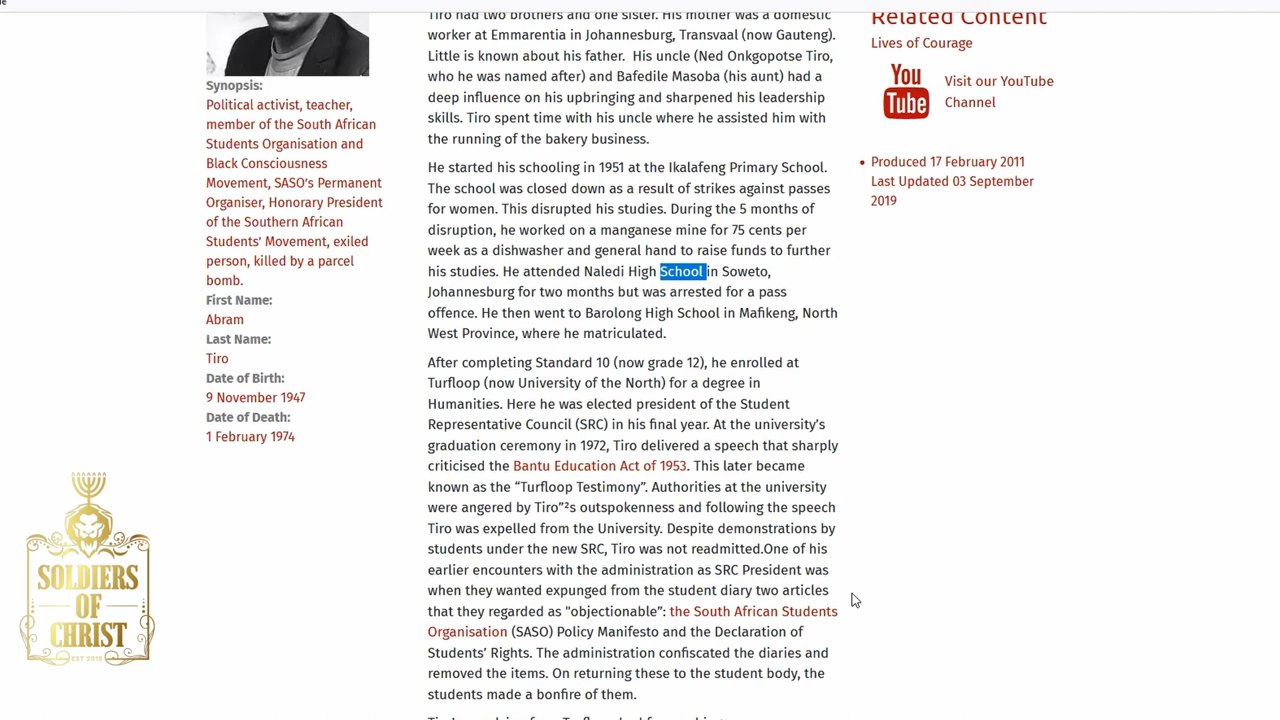 Synopsis:
Political activist, teacher,
member of the South African
Students Organisation and
Black Consciousness
Movement, SASO's Permanent
Organiser, Honorary President
of the Southern African
Students' Movement, exiled
person, killed by a parcel
bomb.
First Name:
Abram
Last Name:
Tiro
Date of Birth:
9 November 1947
Date of Death:
1 February 1974
SOLDIERS
OF
CHRIST
EST 2015
Tiro had two brothers and one sister. His mother was a domestic
worker at Emmarentia in Johannesburg, Transvaal (now Gauteng).
Little is known about his father.  His uncle (Ned Onkgopotse Tiro,
who he was named after) and Bafedile Masoba (his aunt) had a
deep influence on his upbringing and sharpened his leadership
skills. Tiro spent time with his uncle where he assisted him with
the running of the bakery business.
He started his schooling in 1951 at the Ikalafeng Primary School.
The school was closed down as a result of strikes against passes
for women. This disrupted his studies. During the 5 months of
disruption, he worked on a manganese mine for 75 cents per
week as a dishwasher and general hand to raise funds to further
his studies. He attended Naledi High School in Soweto,
Johannesburg for two months but was arrested for a pass
offence. He then went to Barolong High School in Mafikeng, North
West Province, where he matriculated.
After completing Standard 10 (now grade 12), he enrolled at
Turfloop (now University of the North) for a degree in
Humanities. Here he was elected president of the Student
Representative Council (SRC) in his final year. At the university's
graduation ceremony in 1972, Tiro delivered a speech that sharply
criticised the Bantu Education Act of 1953. This later became
known as the “Turfloop Testimony”. Authorities at the university
were angered by Tiro”²s outspokenness and following the speech
Tiro was expelled from the University. Despite demonstrations by
students under the new SRC, Tiro was not readmitted.One of his
earlier encounters with the administration as SRC President was
when they wanted expunged from the student diary two articles
that they regarded as "objectionable”: the South African Students
Organisation (SASO) Policy Manifesto and the Declaration of
Students' Rights. The administration confiscated the diaries and
removed the items. On returning these to the student body, the
students made a bonfire of them.
Related Content
Lives of Courage
You
Tube
Visit our YouTube
Channel
Produced 17 February 2011
Last Updated 03 September
2019